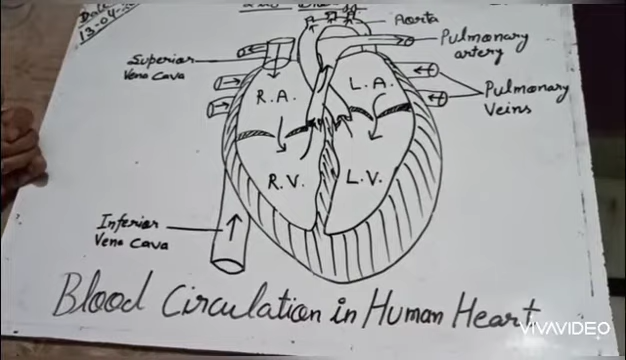 Date
13-04-
Aorta
Pulmonary
artery
Superior
Vena Cava
Pulmonary
Veins
R.A.
L.A.
R.V.
L.V.
Inferior
Vena Cava
Blood Circulation in Human Heart
VIVAVIDEO